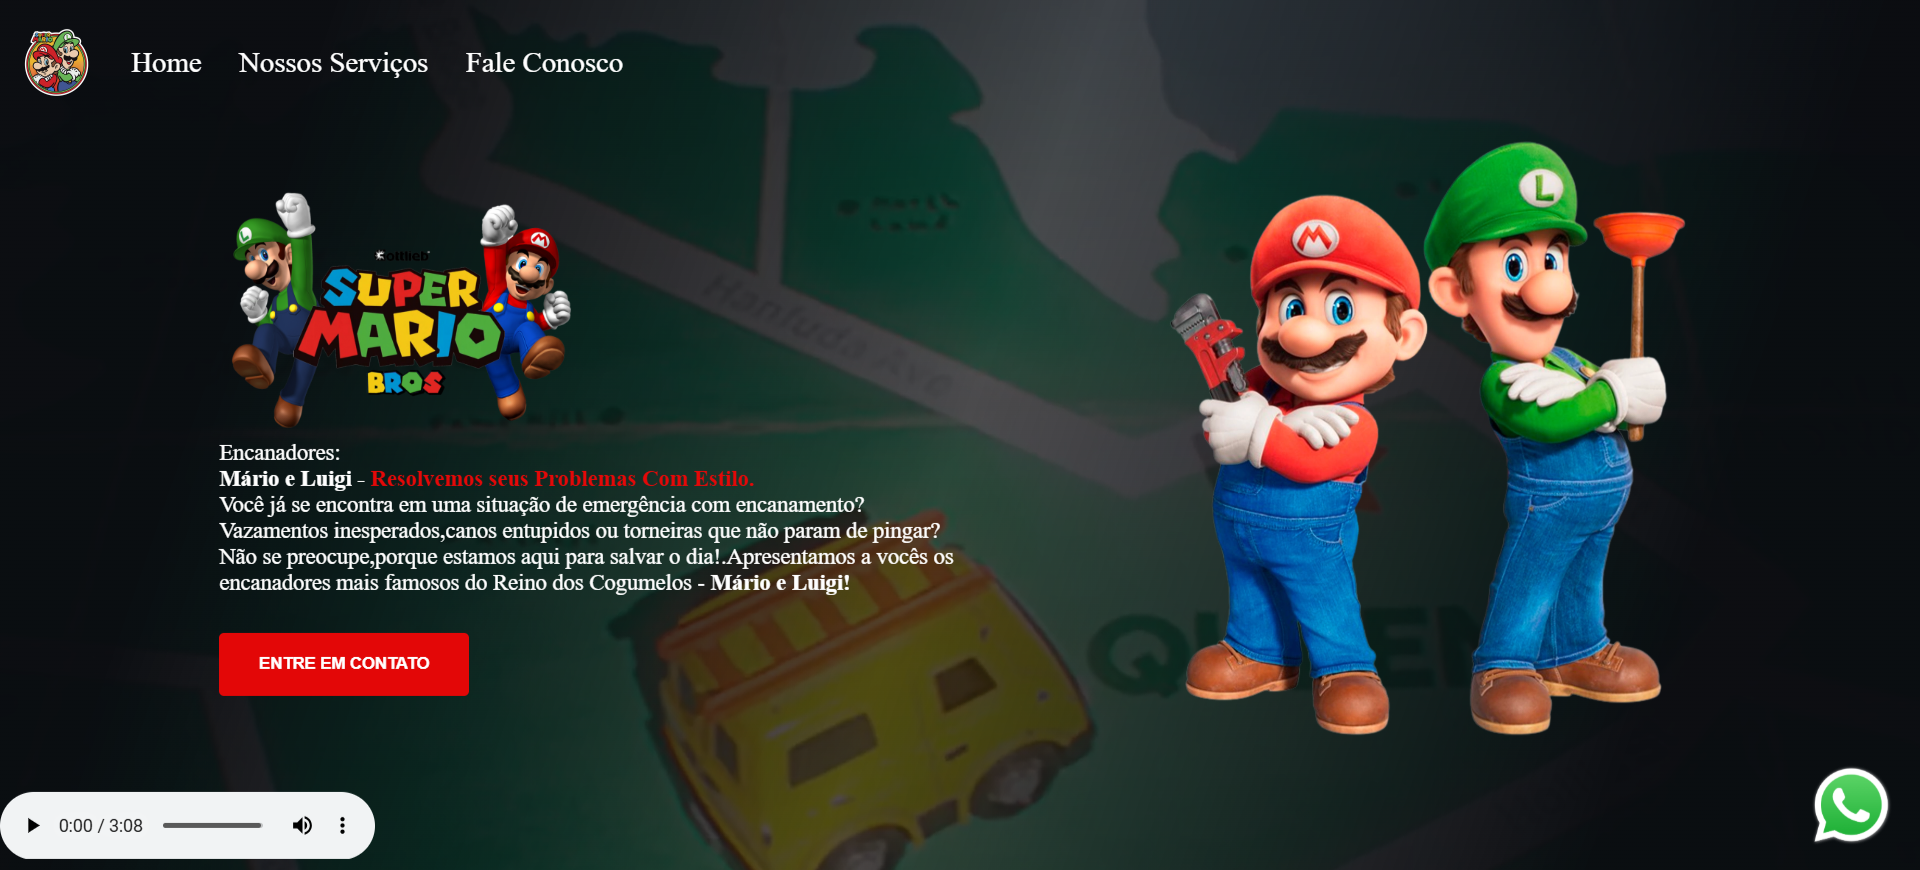 Home Nossos Serviços Fale Conosco
Gottlieb
SUPER
MARIO
BROS
Encanadores:
Mário e Luigi - Resolvemos seus Problemas Com Estilo.
Você já se encontra em uma situação de emergência com encanamento?
Vazamentos inesperados,canos entupidos ou torneiras que não param de pingar?
Não se preocupe,porque estamos aqui para salvar o dia!.Apresentamos a vocês os
encanadores mais famosos do Reino dos Cogumelos - Mário e Luigi!
ENTRE EM CONTATO
0:00 / 3:08
M
L